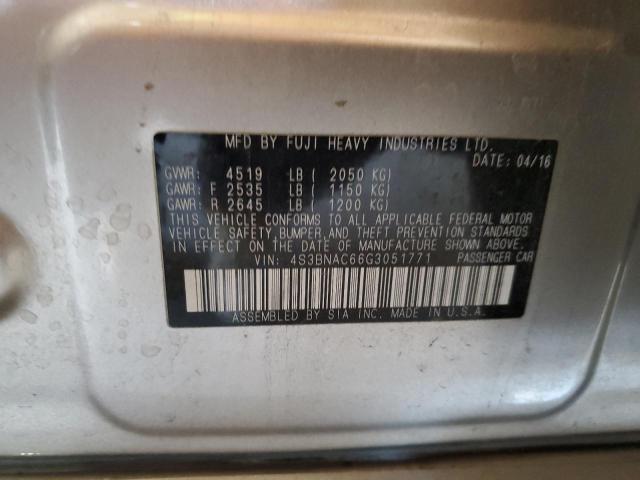 MFD BY FUJI HEAVY INDUSTRIES LTD.
DATE: 04/16
GVWR: 4519 LB ( 2050 KG)
GAWR: F 2535 LB ( 1150 KG)
GAWR: R 2645 LB ( 1200 KG)
THIS VEHICLE CONFORMS TO ALL APPLICABLE FEDERAL MOTOR
VEHICLE SAFETY, BUMPER, AND THEFT PREVENTION STANDARDS
IN EFFECT ON THE DATE OF MANUFACTURE SHOWN ABOVE.
VIN: 4S3BNAC66G3051771 PASSENGER CAR
ASSEMBLED BY SIA INC. MADE IN U.S.A.